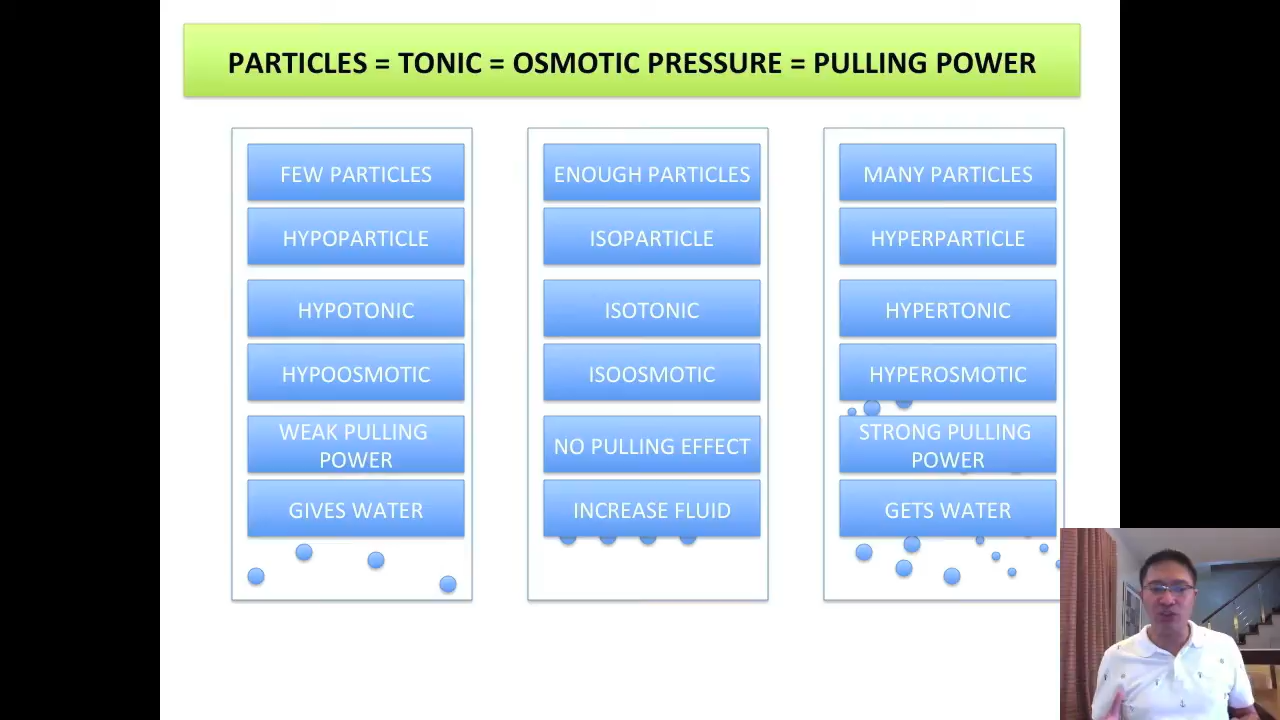 PARTICLES = TONIC = OSMOTIC PRESSURE = PULLING POWER
FEW PARTICLES
HYPOPARTICLE
HYPOTONIC
HYPOOSMOTIC
WEAK PULLING
POWER
GIVES WATER
ENOUGH PARTICLES
ISOPARTICLE
ISOTONIC
ISOOSMOTIC
NO PULLING EFFECT
INCREASE FLUID
MANY PARTICLES
HYPERPARTICLE
HYPERTONIC
HYPEROSMOTIC
STRONG PULLING
POWER
GETS WATER